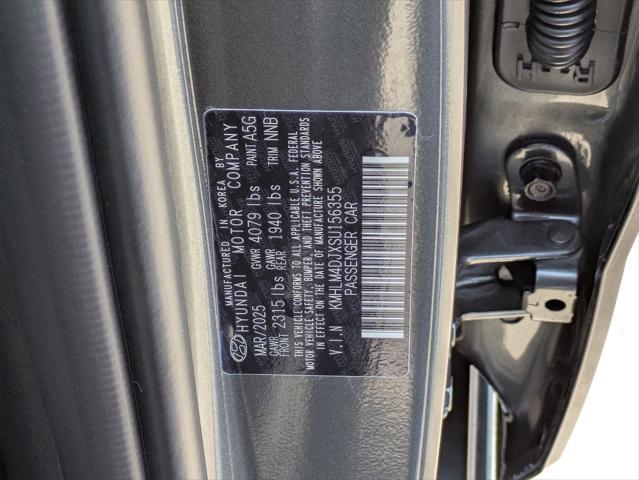 MANUFACTURED IN KOREA BY
HYUNDAI MOTOR COMPANY
MAR/2025 GVWR 4079 lbs PAINT A5G
GAWR FRONT 2315 lbs GAWR REAR 1940 lbs TRIM NNB
THIS VEHICLE CONFORMS TO ALL APPLICABLE U.S.A. FEDERAL
MOTOR VEHICLE SAFETY, BUMPER, AND THEFT PREVENTION STANDARDS
IN EFFECT ON THE DATE OF MANUFACTURE SHOWN ABOVE
V.I.N KMHLM4DJXSU156355
PASSENGER CAR